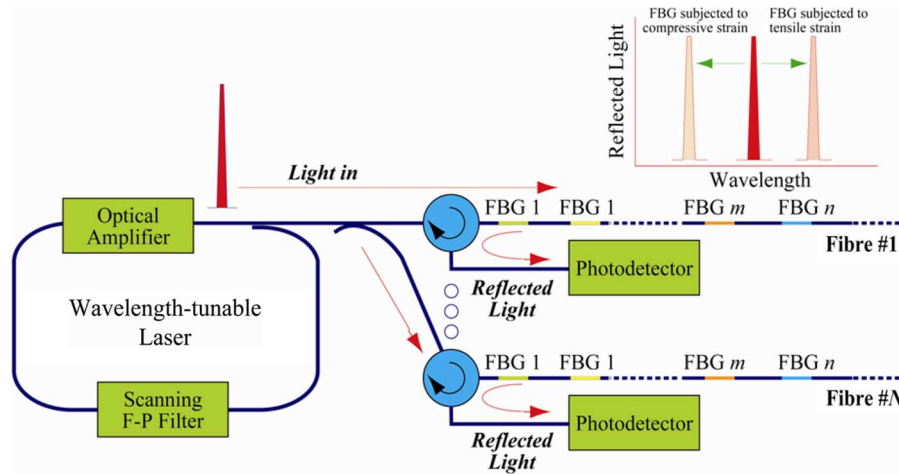 FBG subjected to
compressive strain
FBG subjected to
tensile strain
Reflected Light
Wavelength
Light in
Optical
Amplifier
FBG 1
FBG 1
FBG m
FBG n
Fibre #1
Photodetector
Reflected
Light
Wavelength-tunable
Laser
Scanning
F-P Filter
FBG 1
FBG 1
FBG m
FBG n
Fibre #N
Photodetector
Reflected
Light